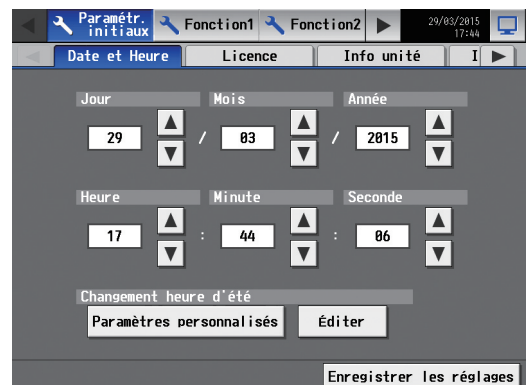 Paramétr. initiaux Fonction1 Fonction2 29/03/2015 17:44
Date et Heure Licence Info unité I
Jour Mois Année
29 / 03 / 2015
Heure Minute Seconde
17 : 44 : 06
Changement heure d'été
Paramètres personnalisés Éditer
Enregistrer les réglages